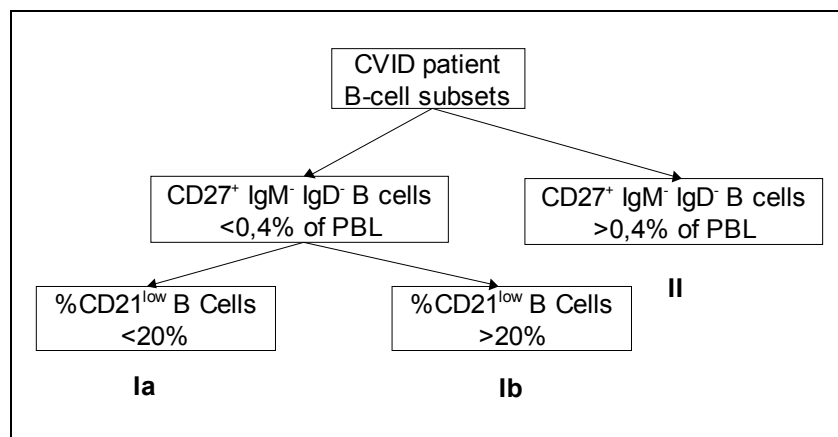 CVID patient
B-cell subsets
CD27⁺ IgM⁻ IgD⁻ B cells
<0,4% of PBL
CD27⁺ IgM⁻ IgD⁻ B cells
>0,4% of PBL
II
%CD21ˡᵒʷ B Cells
<20%
%CD21ˡᵒʷ B Cells
>20%
Ia
Ib